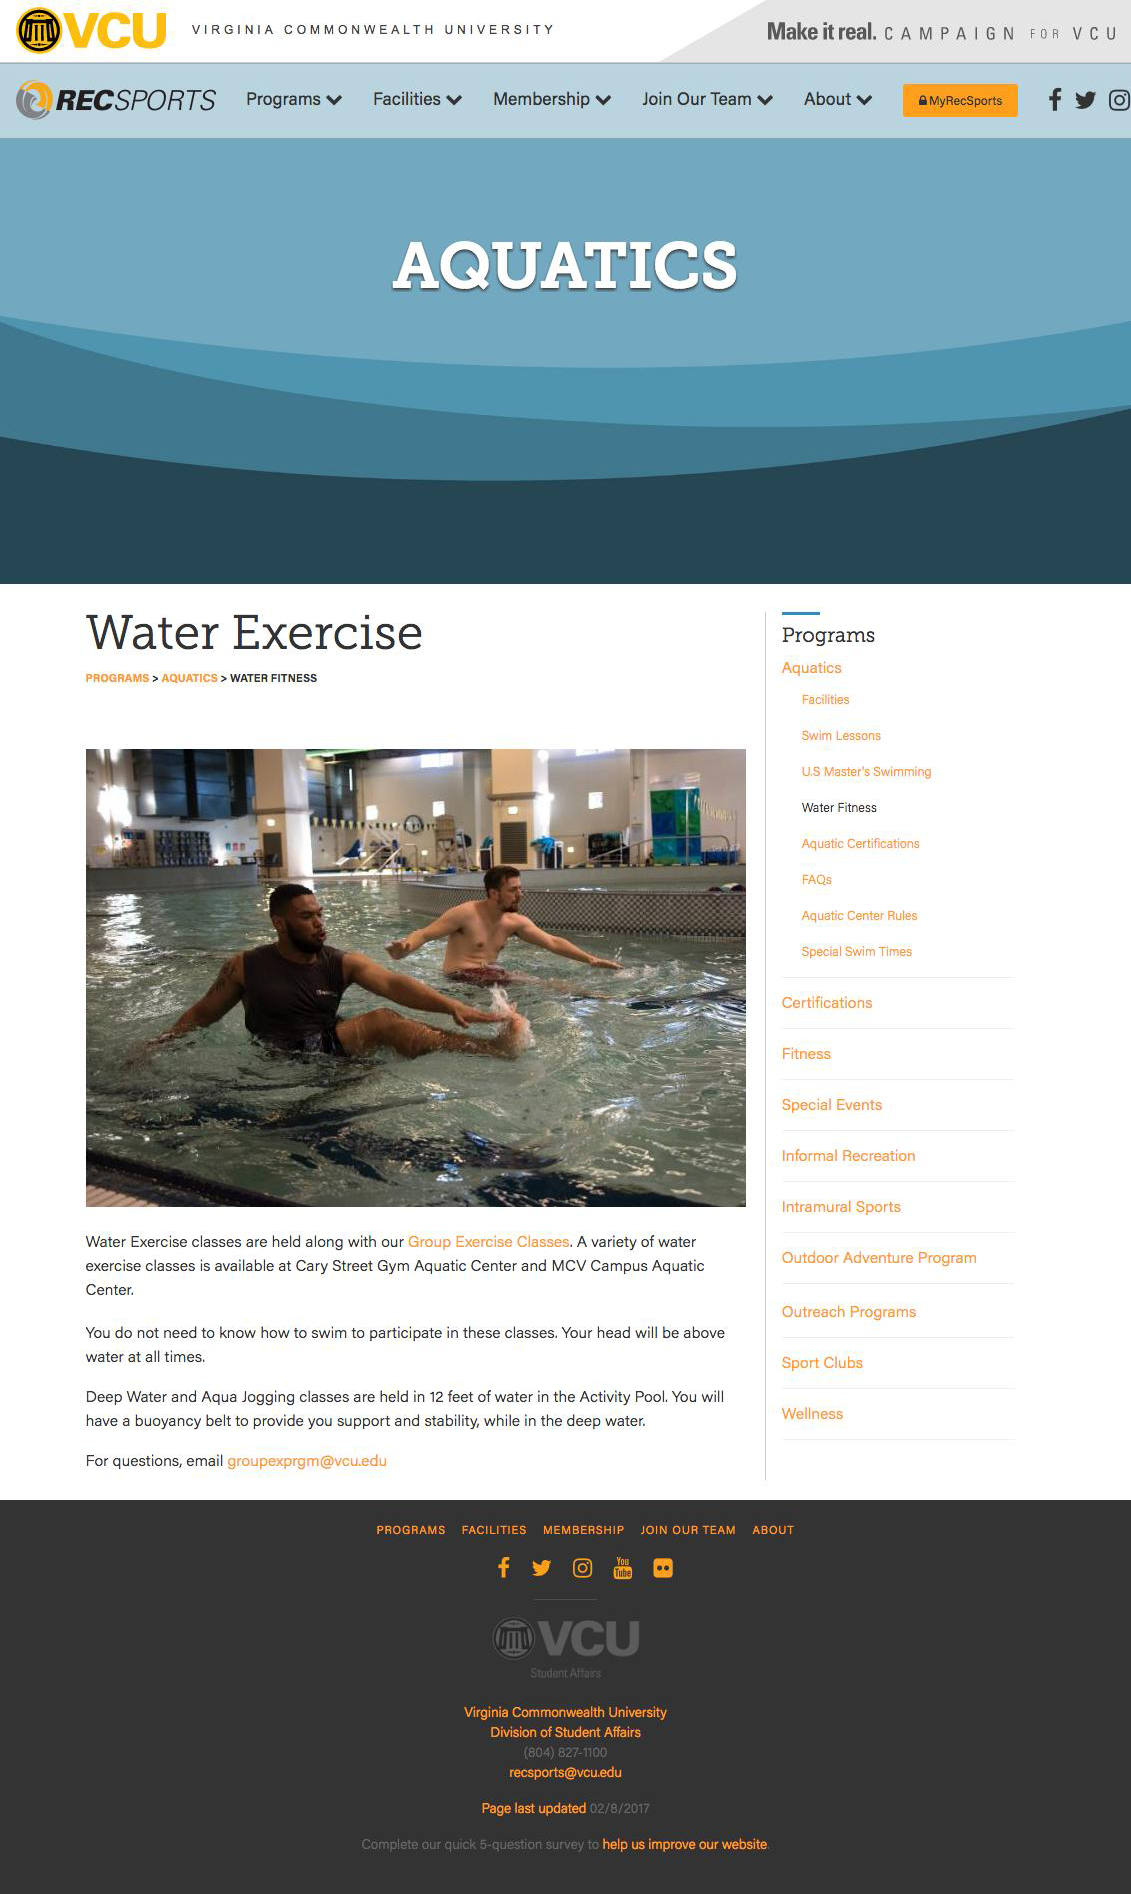 VCU VIRGINIA COMMONWEALTH UNIVERSITY Make it real. CAMPAIGN FOR VCU
RECSPORTS Programs Facilities Membership Join Our Team About MyRecSports
AQUATICS
Water Exercise
PROGRAMS > AQUATICS > WATER FITNESS
Water Exercise classes are held along with our Group Exercise Classes. A variety of water
exercise classes is available at Cary Street Gym Aquatic Center and MCV Campus Aquatic
Center.
You do not need to know how to swim to participate in these classes. Your head will be above
water at all times.
Deep Water and Aqua Jogging classes are held in 12 feet of water in the Activity Pool. You will
have a buoyancy belt to provide you support and stability, while in the deep water.
For questions, email groupexprgm@vcu.edu
Programs
Aquatics
Facilities
Swim Lessons
U.S Master's Swimming
Water Fitness
Aquatic Certifications
FAQs
Aquatic Center Rules
Special Swim Times
Certifications
Fitness
Special Events
Informal Recreation
Intramural Sports
Outdoor Adventure Program
Outreach Programs
Sport Clubs
Wellness
PROGRAMS FACILITIES MEMBERSHIP JOIN OUR TEAM ABOUT
You
Tube
VCU
Student Affairs
Virginia Commonwealth University
Division of Student Affairs
(804) 827-1100
recsports@vcu.edu
Page last updated 02/8/2017
Complete our quick 5-question survey to help us improve our website.